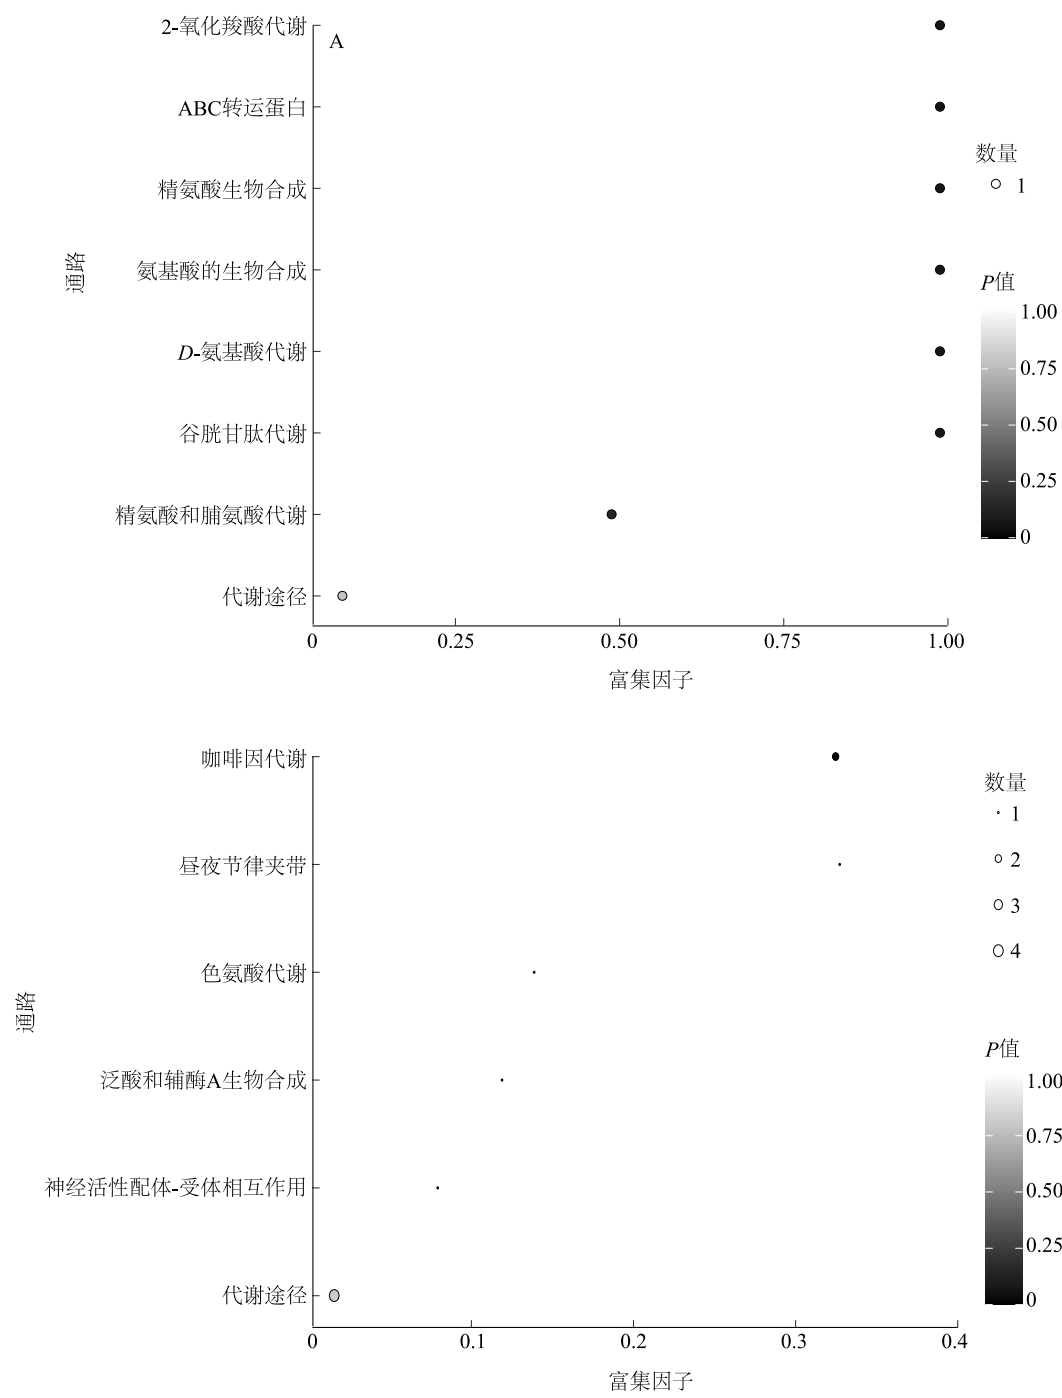 2-氧化羧酸代谢
A
ABC转运蛋白
精氨酸生物合成
氨基酸的生物合成
D-氨基酸代谢
谷胱甘肽代谢
精氨酸和脯氨酸代谢
代谢途径
通路
0
0.25
0.50
0.75
1.00
富集因子
数量
1
P值
1.00
0.75
0.50
0.25
0
咖啡因代谢
昼夜节律夹带
色氨酸代谢
泛酸和辅酶A生物合成
神经活性配体-受体相互作用
代谢途径
通路
0
0.1
0.2
0.3
0.4
富集因子
数量
1
2
3
4
P值
1.00
0.75
0.50
0.25
0